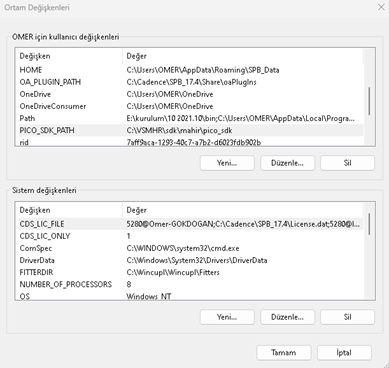 Ortam Değişkenleri
OMER için kullanıcı değişkenleri
Değişken Değer
HOME C:\Users\OMER\AppData\Roaming\SPB_Data
OA_PLUGIN_PATH C:\Cadence\SPB_17.4\Share\oaPlugIns
OneDrive C:\Users\OMER\OneDrive
OneDriveConsumer C:\Users\OMER\OneDrive
Path E:\kurulum\10 2021.10\bin;C:\Users\OMER\AppData\Local\Progra...
PICO_SDK_PATH C:\VSMHR\sdk\mahir\pico_sdk
rid 7aff9aca-1293-40c7-a7b2-d6023fdb902b
Yeni... Düzenle... Sil
Sistem değişkenleri
Değişken Değer
CDS_LIC_FILE 5280@Omer-GOKDOGAN;C:\Cadence\SPB_17.4\License.dat;5280@l...
CDS_LIC_ONLY 1
ComSpec C:\WINDOWS\system32\cmd.exe
DriverData C:\Windows\System32\Drivers\DriverData
FITTERDIR C:\Wincupl\Wincupl\Fitters
NUMBER_OF_PROCESSORS 8
OS Windows_NT
Yeni... Düzenle... Sil
Tamam İptal